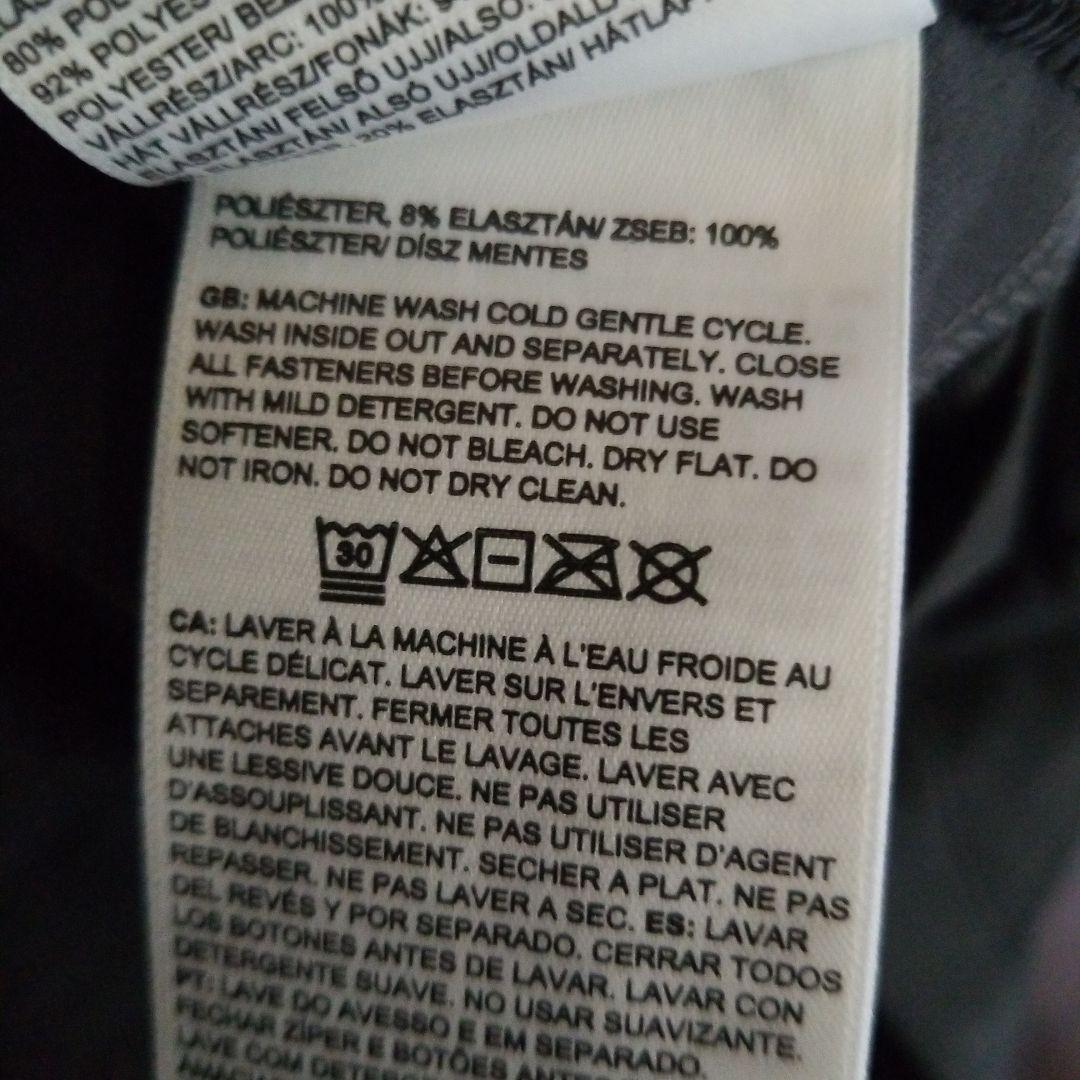 80% POL
92% POLYES
POLYESTER/ BE
VÁLLRÉSZ/ARC: 100%
HÁT VÁLLRÉSZ/FONÁK:
ELASZTÁN/ FELSŐ UJJ/ALSÓ:
ELASZTÁN/ ALSÓ UJJ/OLDALL
20% ELASZTÁN/ HÁTLAP
POLIÉSZTER, 8% ELASZTÁN/ ZSEB: 100%
POLIÉSZTER/ DÍSZ MENTES
GB: MACHINE WASH COLD GENTLE CYCLE.
WASH INSIDE OUT AND SEPARATELY. CLOSE
ALL FASTENERS BEFORE WASHING. WASH
WITH MILD DETERGENT. DO NOT USE
SOFTENER. DO NOT BLEACH. DRY FLAT. DO
NOT IRON. DO NOT DRY CLEAN.
30
CA: LAVER À LA MACHINE À L'EAU FROIDE AU
CYCLE DÉLICAT. LAVER SUR L'ENVERS ET
SEPAREMENT. FERMER TOUTES LES
ATTACHES AVANT LE LAVAGE. LAVER AVEC
UNE LESSIVE DOUCE. NE PAS UTILISER
D'ASSOUPLISSANT. NE PAS UTILISER D'AGENT
DE BLANCHISSEMENT. SECHER A PLAT. NE PAS
REPASSER. NE PAS LAVER A SEC. ES: LAVAR
DEL REVÉS Y POR SEPARADO. CERRAR TODOS
LOS BOTONES ANTES DE LAVAR. LAVAR CON
DETERGENTE SUAVE. NO USAR SUAVIZANTE.
PT: LAVE DO AVESSO E EM SEPARADO.
FECHAR ZÍPER E BOTÕES ANTES
LAVE COM DETERG